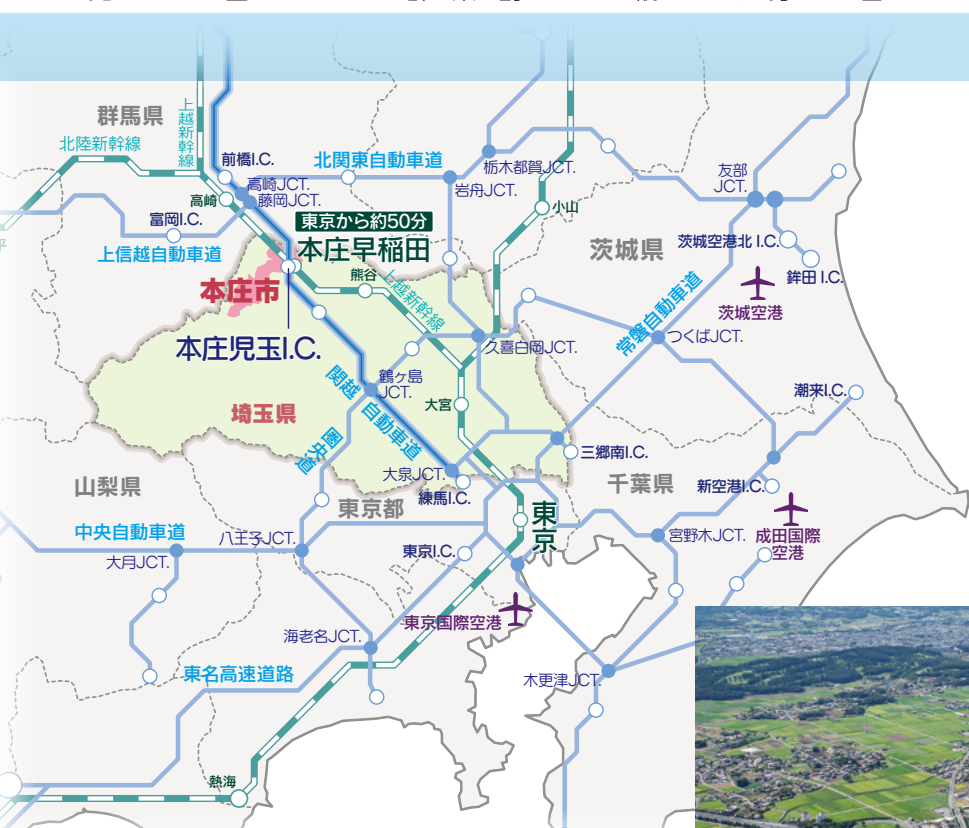 群馬県
上越新幹線
北陸新幹線
前橋I.C.
北関東自動車道
栃木都賀JCT.
友部
JCT.
高崎JCT.
藤岡JCT.
岩舟JCT.
高崎
小山
富岡I.C.
東京から約50分
本庄早稲田
茨城県
茨城空港北 I.C.
上信越自動車道
鉾田 I.C.
熊谷
上越新幹線
本庄市
茨城空港
常磐自動車道
つくばJCT.
本庄児玉I.C.
久喜白岡JCT.
関越自動車道
鶴ヶ島
JCT.
潮来I.C.
大宮
埼玉県
圏央道
三郷南I.C.
大泉JCT.
山梨県
千葉県
新空港I.C.
練馬I.C.
東京都
東京
中央自動車道
八王子JCT.
宮野木JCT.
成田国際
空港
大月JCT.
東京I.C.
東京国際空港
海老名JCT.
東名高速道路
木更津JCT.
熱海